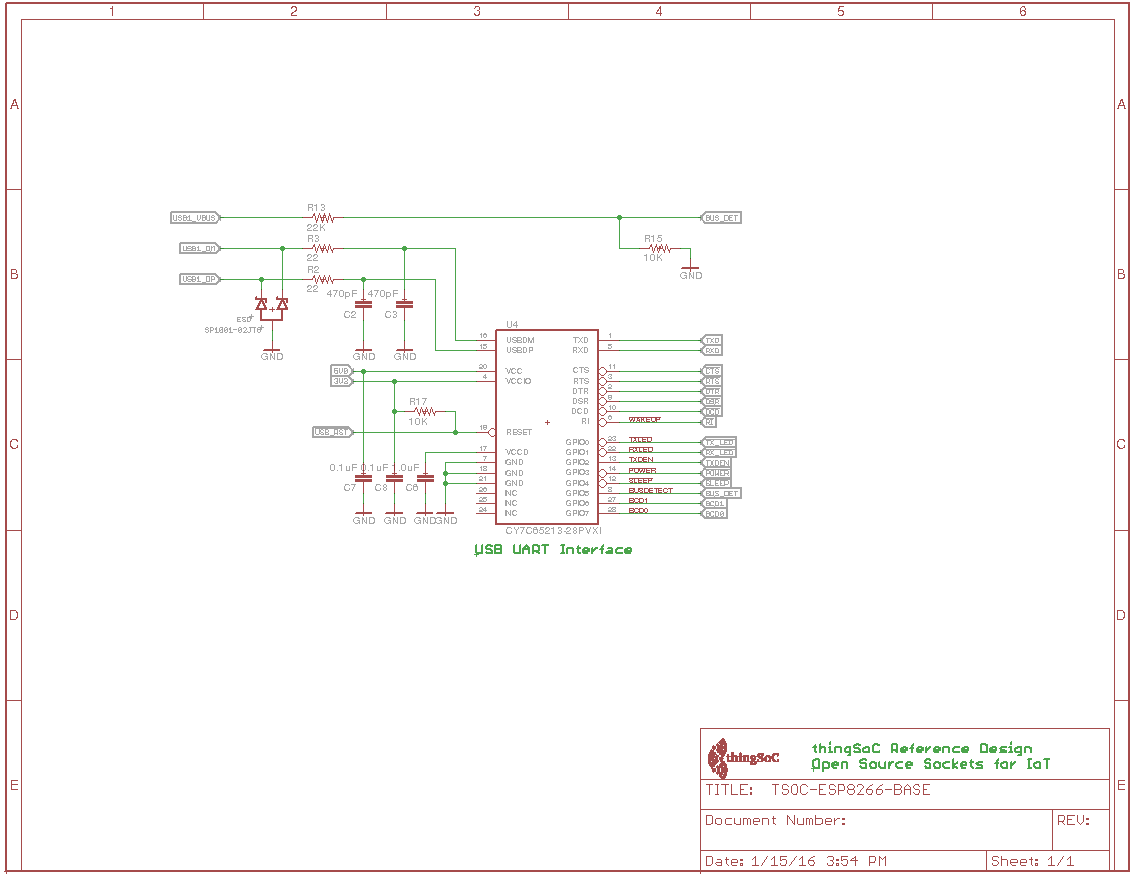 1 2 3 4 5 6
A A
USB1_VBUS R13 22K BUS_DET
USB1_DM R3 22 R15 10K GND
B B
USB1_DP R2 22
470pF 470pF
C2 C3
ESD
SP1001-02JTG
GND GND GND
U4
16 USBDM TXD 1 TXD
15 USBDP RXD 5 RXD
5V0 20 VCC CTS 11 CTS
4 VCCIO RTS 3 RTS
DTR 2 DTR
R17 DSR 9 DSR
10K DCD 10 DCD
RI 6 WAKEUP RI
USB_RST 19 RESET
C C
GPIO0 23 TXLED TX_LED
17 VCCD GPIO1 22 RXLED RX_LED
7 GND GPIO2 13 TXDEN TXDEN
0.1uF 0.1uF 1.0uF 18 GND GPIO3 14 POWER POWER
C7 C8 C6 21 GND GPIO4 12 SLEEP SLEEP
NC GPIO5 8 BUSDETECT BUS_DET
25 NC GPIO6 27 BCD1 BCD1
24 NC GPIO7 28 BCD0 BCD0
GND GND GND GND
CY7C65213-28PVXI
USB UART Interface
D D
thingSoC
thingSoC Reference Design
Open Source Sockets for IoT
E E
TITLE: TSOC-ESP8266-BASE
Document Number: REV:
Date: 1/15/16 3:54 PM Sheet: 1/1